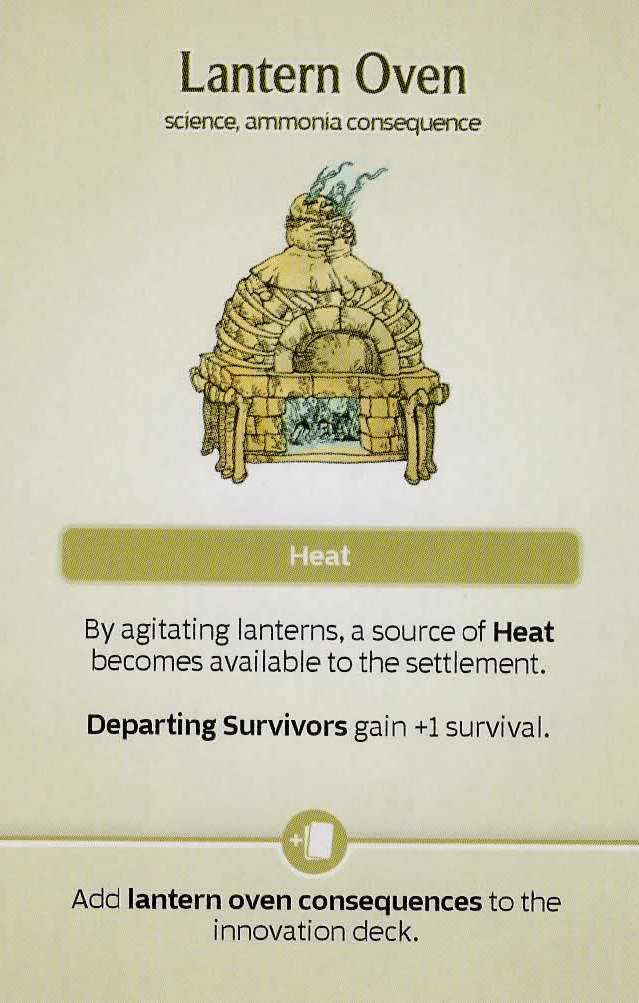 Lantern Oven
science, ammonia consequence
Heat
By agitating lanterns, a source of Heat
becomes available to the settlement.
Departing Survivors gain +1 survival.
+
Add lantern oven consequences to the
innovation deck.